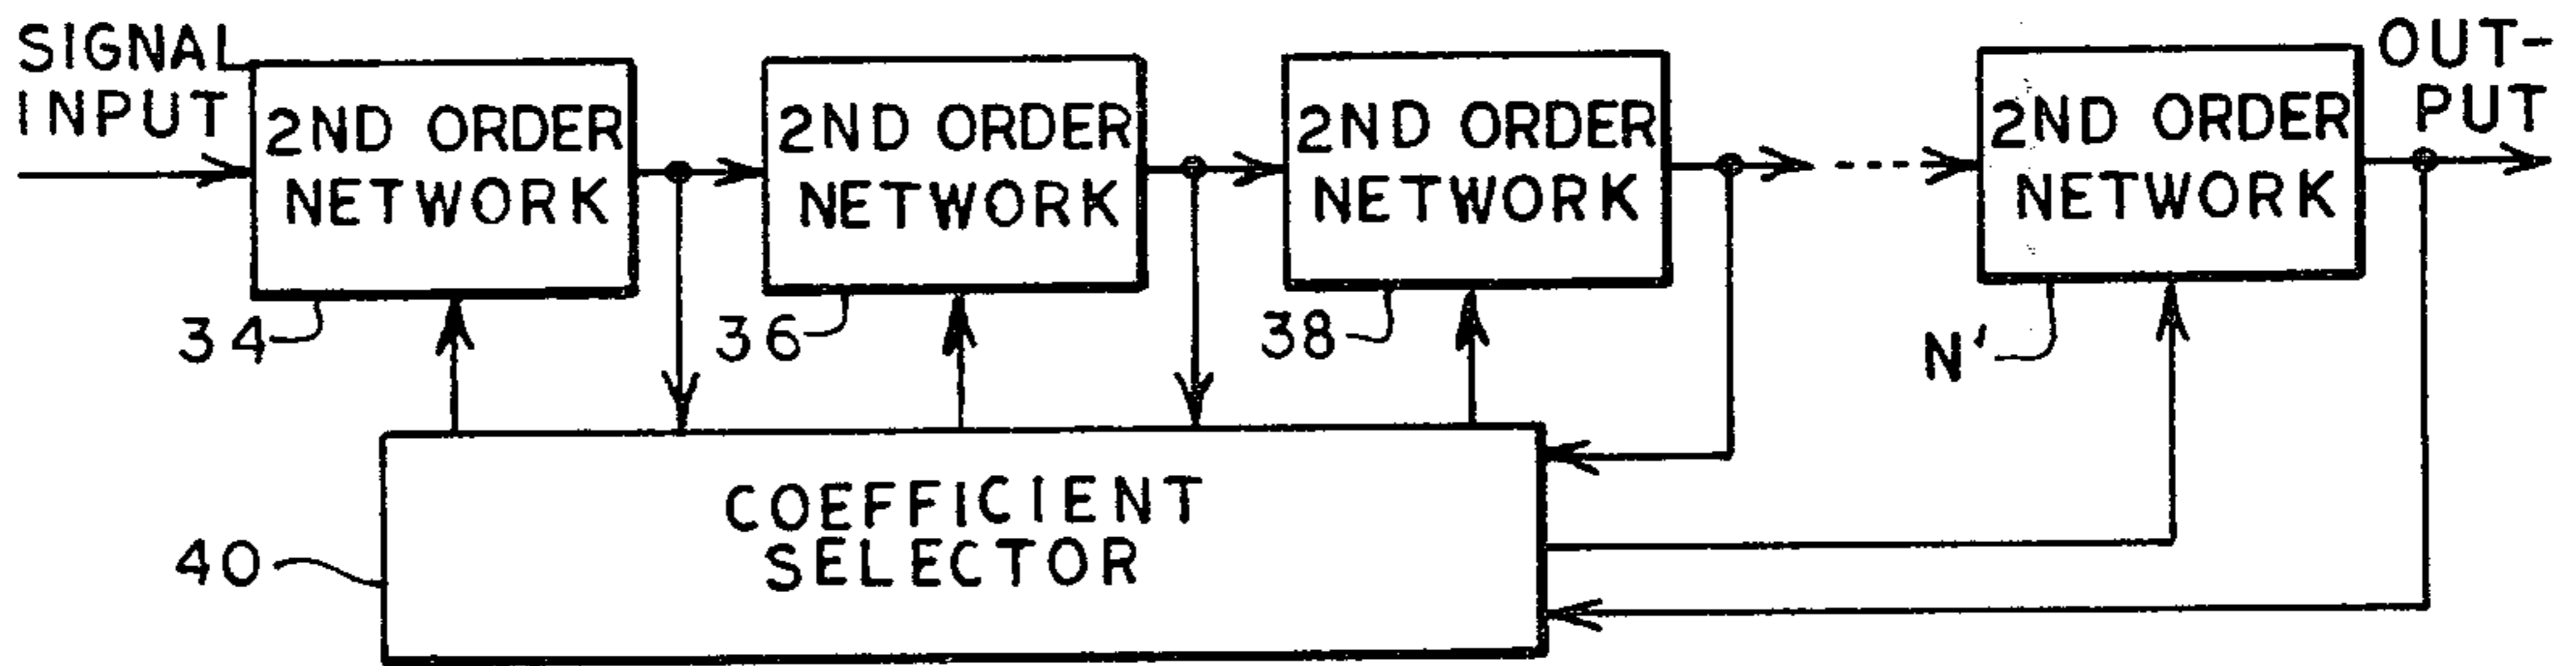 SIGNAL
INPUT
2ND ORDER
NETWORK
2ND ORDER
NETWORK
2ND ORDER
NETWORK
2ND ORDER
NETWORK
OUT-
PUT
34
36
38
N'
COEFFICIENT
SELECTOR
40